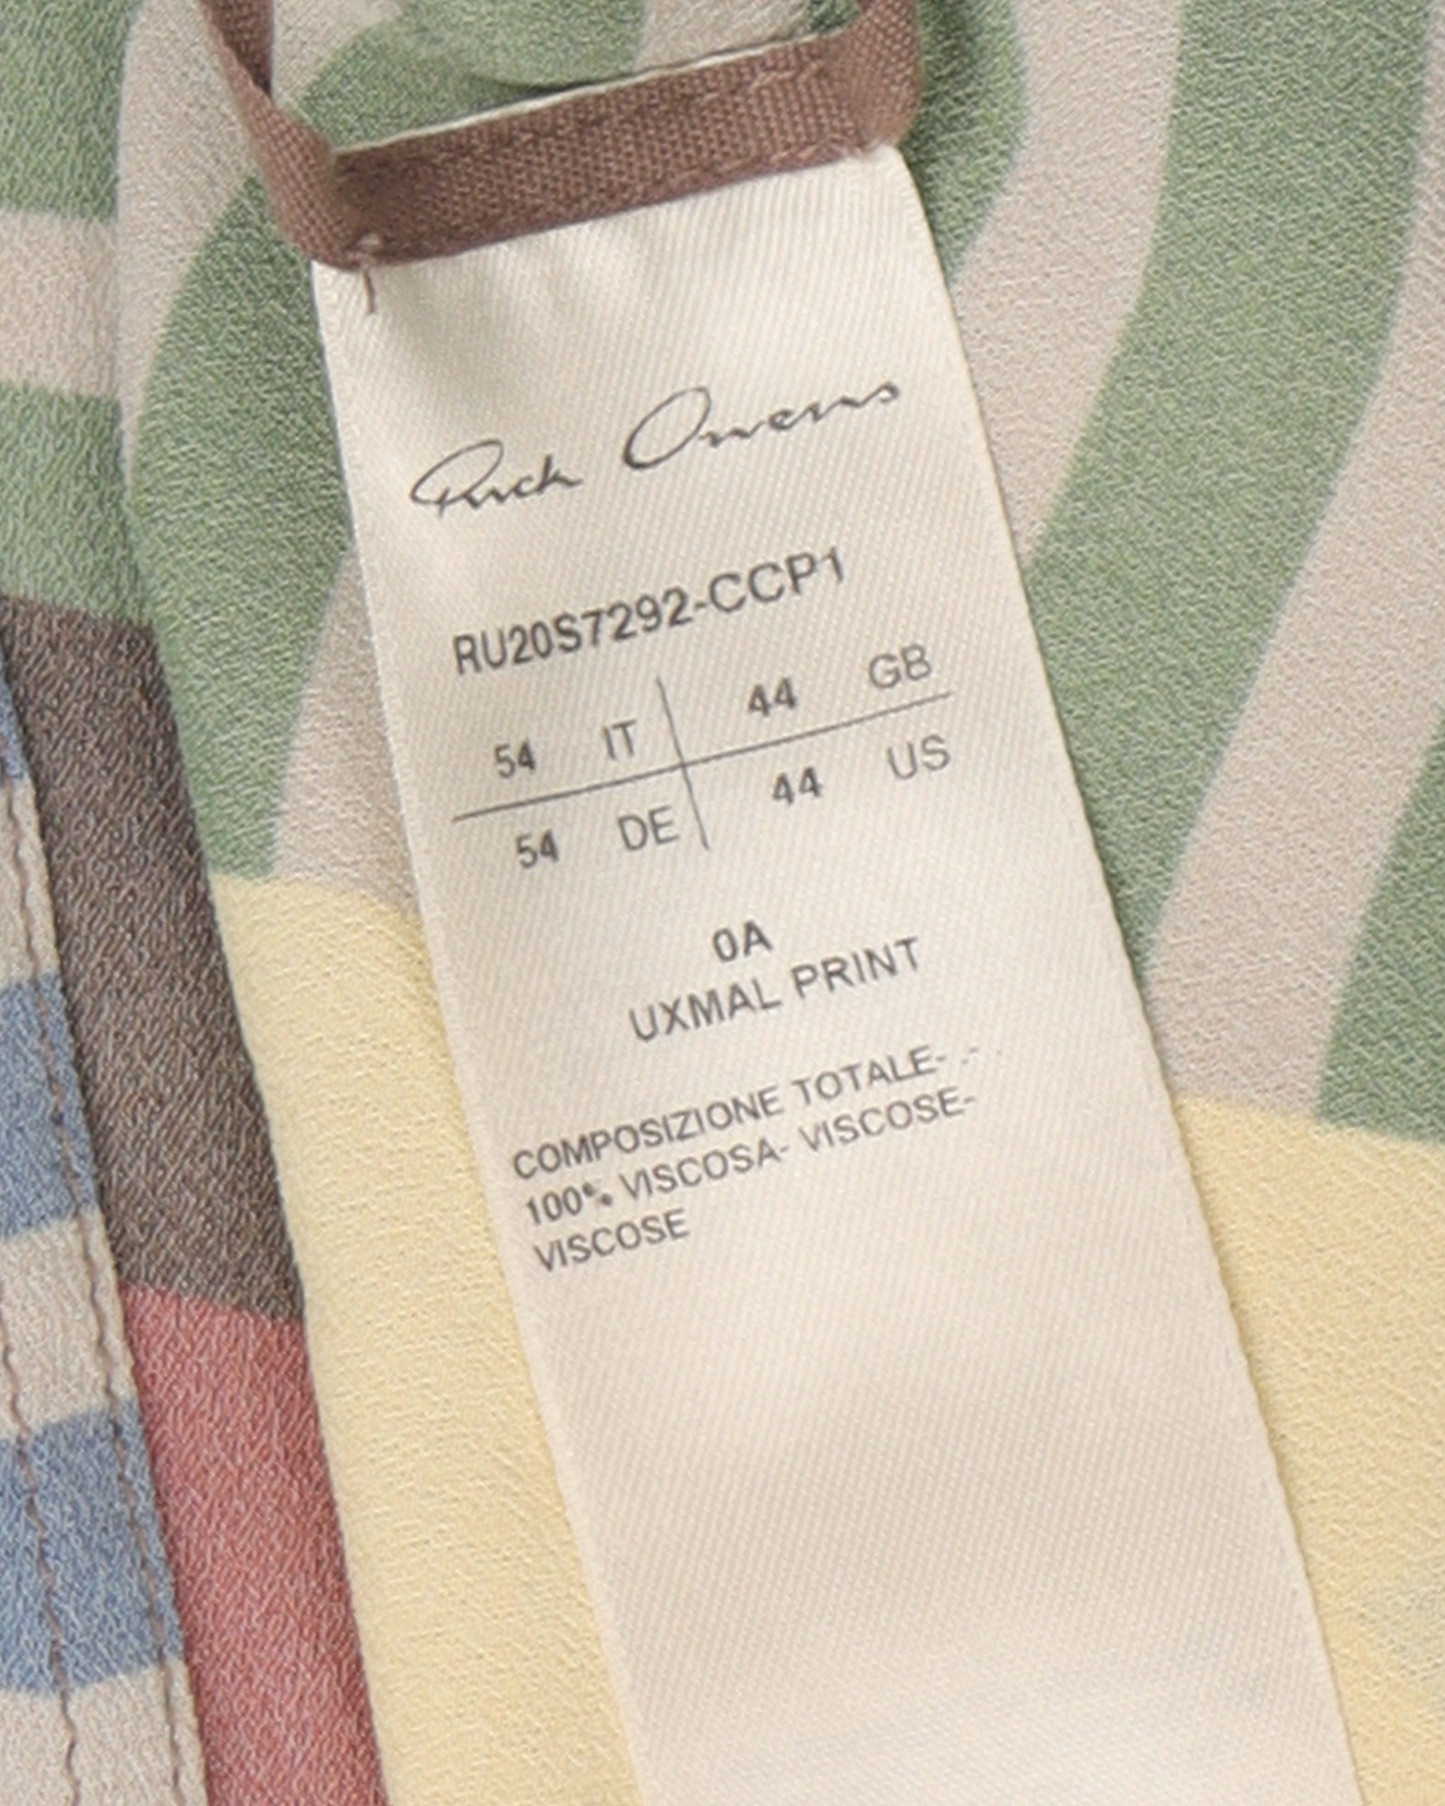 Rick Owens
RU20S7292-CCP1
54 IT 44 GB
54 DE 44 US
0A
UXMAL PRINT
COMPOSIZIONE TOTALE- .- .
100% VISCOSA- VISCOSE-
VISCOSE